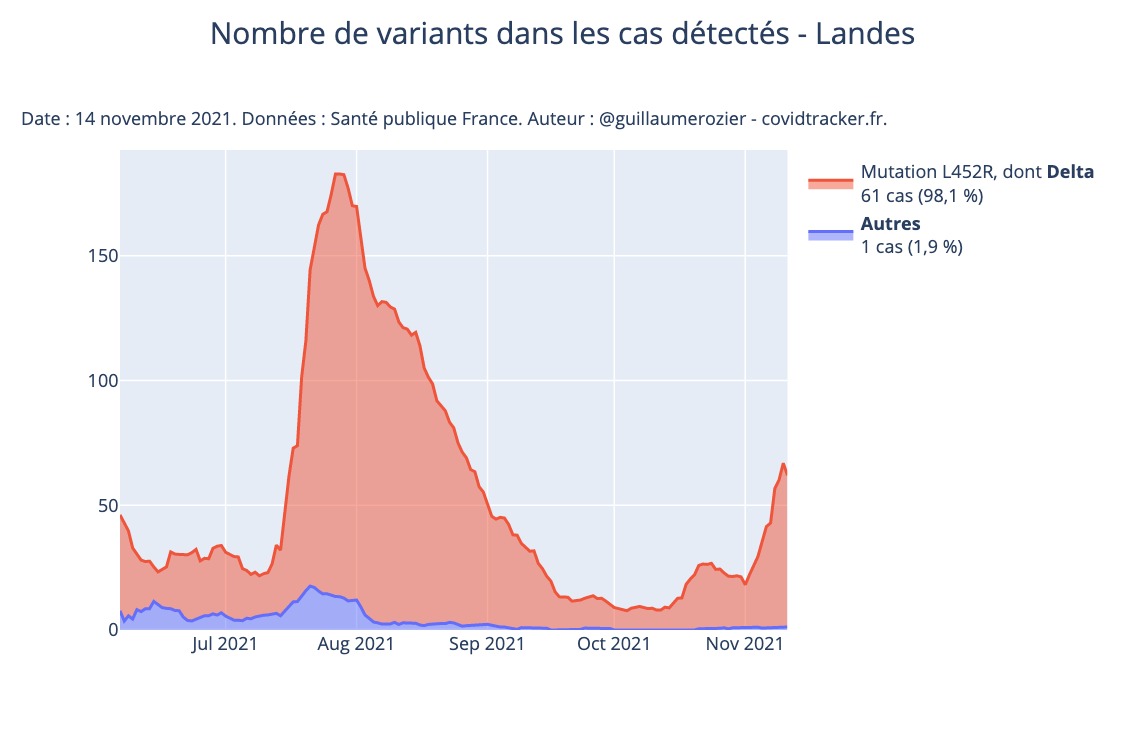 Nombre de variants dans les cas détectés - Landes
Date : 14 novembre 2021. Données : Santé publique France. Auteur : @guillaumerozier - covidtracker.fr.
Mutation L452R, dont Delta
61 cas (98,1 %)
Autres
1 cas (1,9 %)
150
100
50
0
Jul 2021 Aug 2021 Sep 2021 Oct 2021 Nov 2021